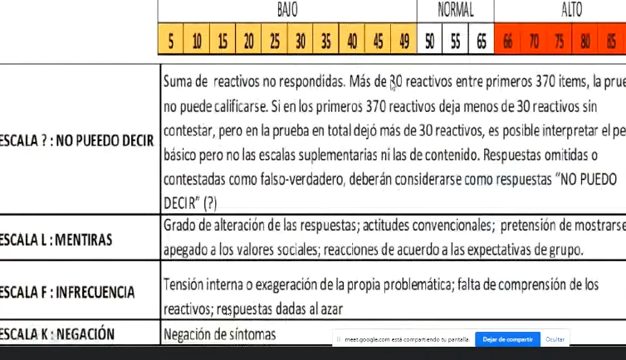 BAJO NORMAL ALTO
5 10 15 20 25 30 35 40 45 49 50 55 65 66 70 75 80 85
Suma de reactivos no respondidas. Más de 30 reactivos entre primeros 370 items, la prue
no puede calificarse. Si en los primeros 370 reactivos deja menos de 30 reactivos sin
contestar, pero en la prueba en total dejó más de 30 reactivos, es posible interpretar el pe
ESCALA ? : NO PUEEDO DECIR
básico pero no las escalas suplementarias ni las de contenido. Respuestas omitidas o
contestadas como falso-verdadero, deberán considerarse como respuestas "NO PUEDO
DECIR" (?)
ESCALA L : MENTIRAS
Grado de alteración de las respuestas; actitudes convencionales; pretensión de mostrarse
apegado a los valores sociales; reacciones de acuerdo a las expectativas de grupo.
ESCALA F : INFRECUENCIA
Tensión interna o exageración de la propia problemática; falta de comprensión de los
reactivos; respuestas dadas al azar
ESCALA K : NEGACIÓN
Negación de síntomas
meet.google.com está compartiendo tu pantalla. Dejar de compartir Ocultar